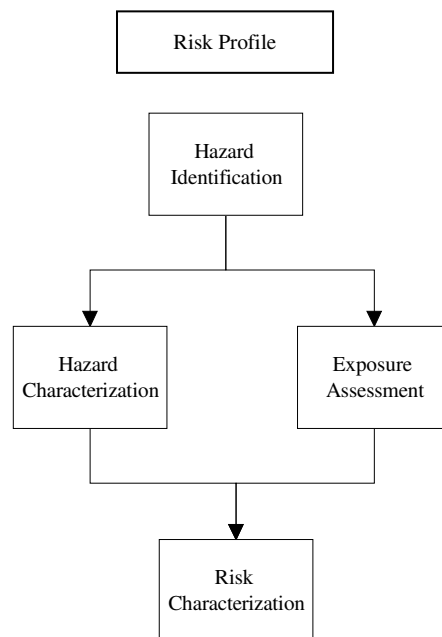 Risk Profile
Hazard
Identification
Hazard
Characterization
Exposure
Assessment
Risk
Characterization